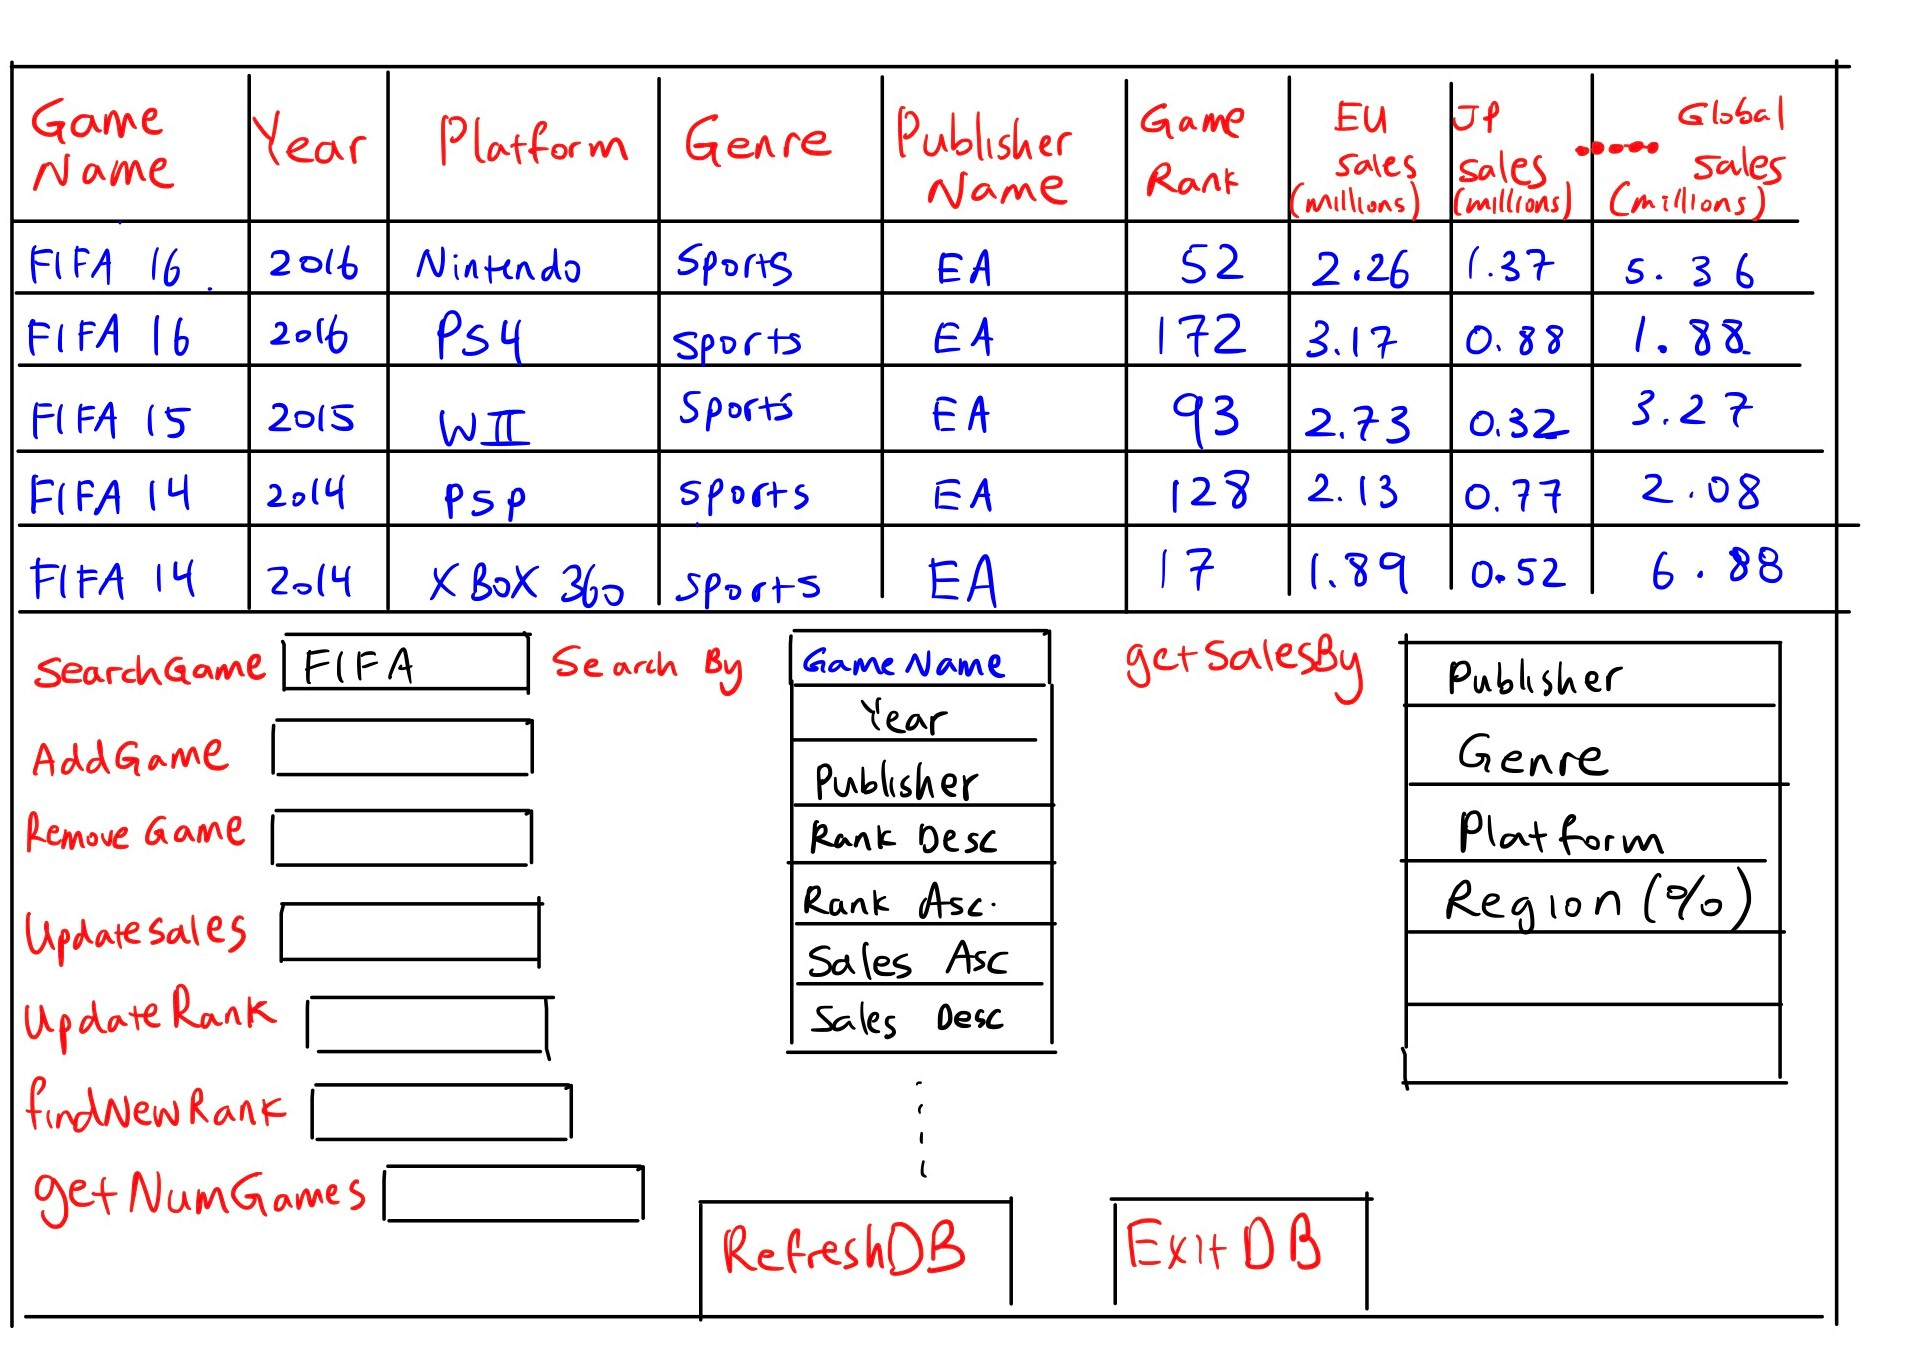 Game Name Year Platform Genre Publisher Name Game Rank EU Sales (millions) JP Sales (millions) Global Sales (millions)
FIFA 16 2016 Nintendo Sports EA 52 2.26 1.37 5.36
FIFA 16 2016 PS4 Sports EA 172 3.17 0.88 1.88
FIFA 15 2015 WII Sports EA 93 2.73 0.32 3.27
FIFA 14 2014 PSP Sports EA 128 2.13 0.77 2.08
FIFA 14 2014 XBOX 360 Sports EA 17 1.89 0.52 6.88
SearchGame FIFA Search By
Game Name
Year
Publisher
Rank Desc
Rank Asc.
Sales Asc
Sales Desc
getSalesBy
Publisher
Genre
Platform
Region (%)
AddGame
Remove Game
UpdateSales
UpdateRank
findNewRank
getNumGames
RefreshDB
ExitDB